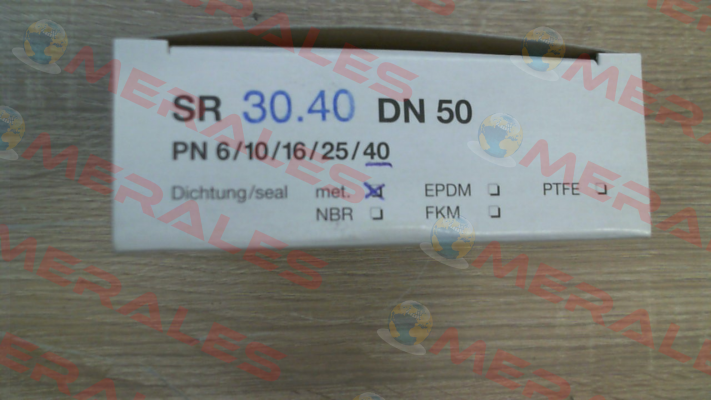 SR 30.40 DN 50
PN 6/10/16/25/40
Dichtung/seal met. ☒ EPDM ☐ PTFE ☐
NBR ☐ FKM ☐
MERALES
MERALES
MERALES
MERALES
MERALES
MERALES